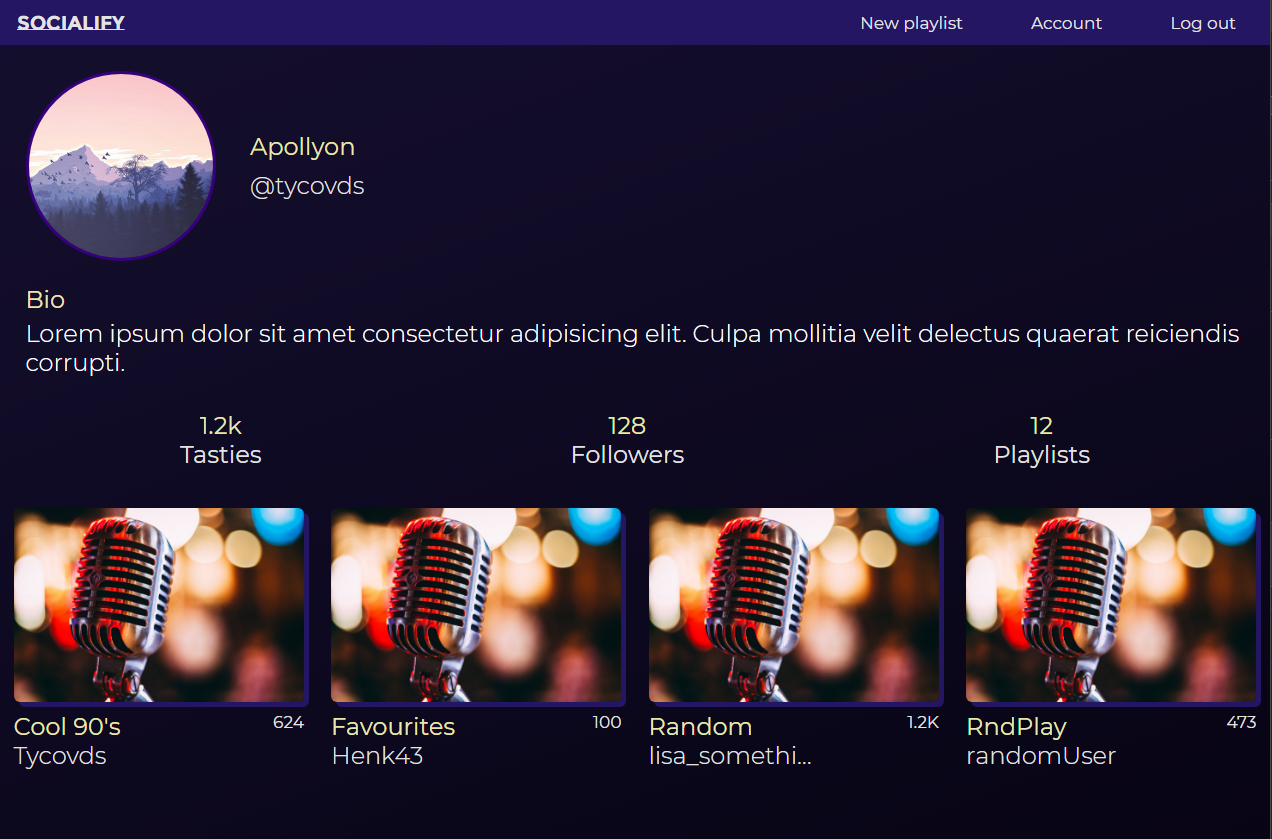 SOCIALIFY
New playlist Account Log out
Apollyon
@tycovds
Bio
Lorem ipsum dolor sit amet consectetur adipisicing elit. Culpa mollitia velit delectus quaerat reiciendis
corrupti.
1.2k 128 12
Tasties Followers Playlists
Cool 90's 624 Favourites 100 Random 1.2K RndPlay 473
Tycovds Henk43 lisa_somethi... randomUser